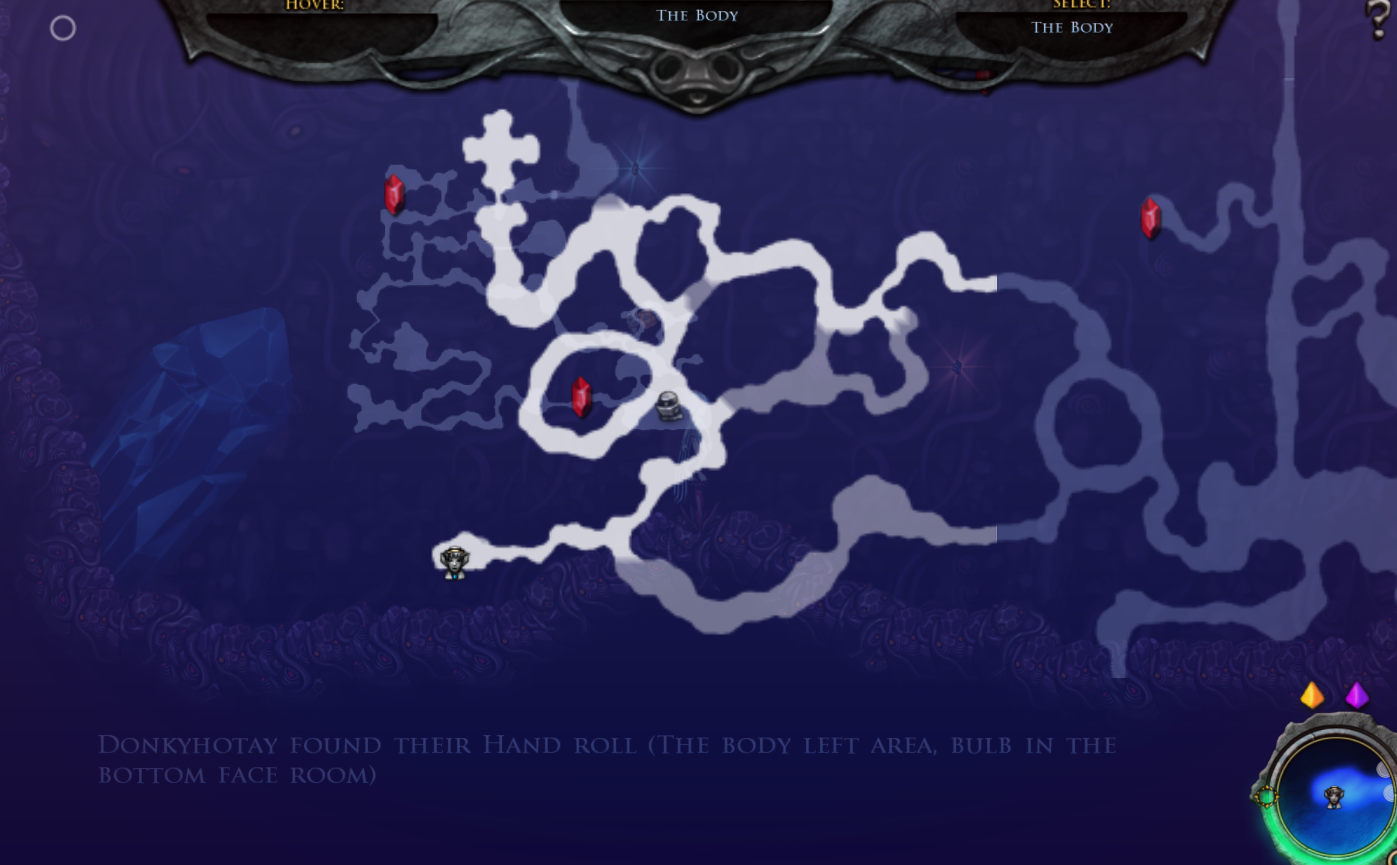 Hover:
The Body
Select:
The Body
?
Donkyhotay found their Hand roll (The body left area, bulb in the
bottom face room)